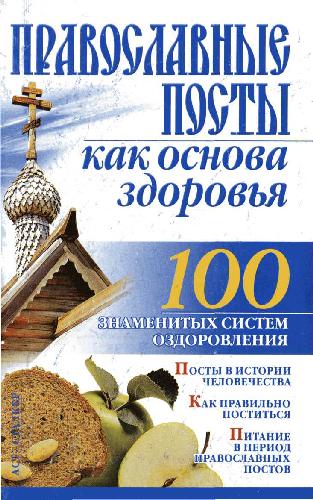 ПРАВОСЛАВНЫЕ
ПОСТЫ
как основа
здоровья
100
ЗНАМЕНИТЫХ СИСТЕМ
ОЗДОРОВЛЕНИЯ
ПОСТЫ В ИСТОРИИ
ЧЕЛОВЕЧЕСТВА
КАК ПРАВИЛЬНО
ПОСТИТЬСЯ
ПИТАНИЕ
В ПЕРИОД
ПРАВОСЛАВНЫХ
ПОСТОВ